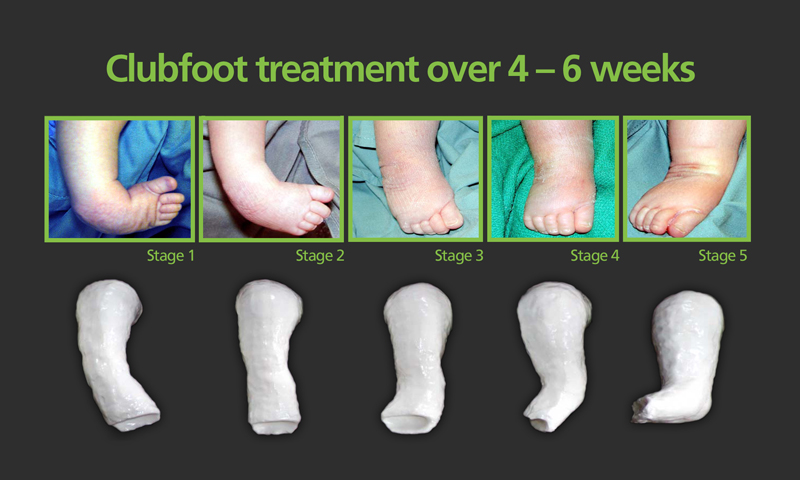 Clubfoot treatment over 4 – 6 weeks
Stage 1
Stage 2
Stage 3
Stage 4
Stage 5